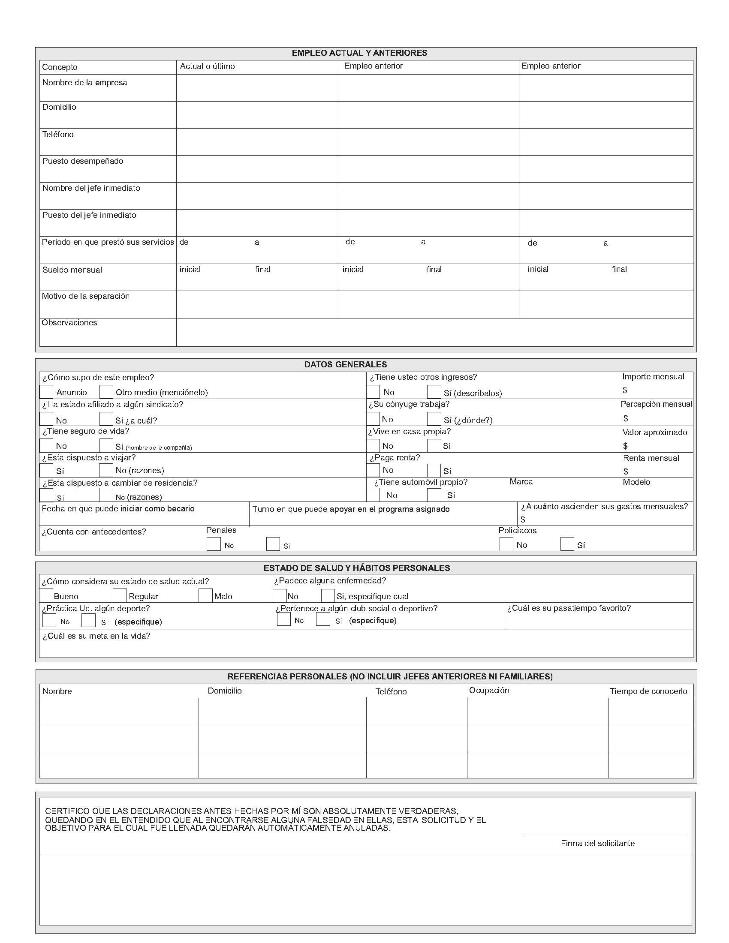 EMPLEO ACTUAL Y ANTERIORES
Concepto Actual o último Empleo anterior Empleo anterior
Nombre de la empresa
Domicilio
Teléfono
Puesto desempeñado
Nombre del jefe inmediato
Puesto del jefe inmediato
Período en que prestó sus servicios de a de a de a
Sueldo mensual inicial final inicial final inicial final
Motivo de la separación
Observaciones
DATOS GENERALES
¿Cómo supo de este empleo? ¿Tiene usted otros ingresos? Importe mensual
Anuncio Otro medio (menciónelo) No Sí (descríbalos) $
¿Ha estado afiliado a algún sindicato? ¿Su cónyuge trabaja? Percepción mensual
No Sí ¿a cuál? No Sí (¿dónde?) $
¿Tiene seguro de vida? ¿Vive en casa propia? Valor aproximado
No Sí (nombre de la compañía) No Sí $
¿Está dispuesto a viajar? ¿Paga renta? Renta mensual
Sí No (razones) No Sí $
¿Está dispuesto a cambiar de residencia? ¿Tiene automóvil propio? Marca Modelo
Sí No (razones) No Sí
Fecha en que puede iniciar como becario Turno en que puede apoyar en el programa asignado ¿A cuánto ascienden sus gastos mensuales?
$
¿Cuenta con antecedentes? Penales Policiacos
No Sí No Sí
ESTADO DE SALUD Y HÁBITOS PERSONALES
¿Cómo considera su estado de salud actual? ¿Padece alguna enfermedad?
Bueno Regular Malo No Sí, especifique cual
¿Práctica Ud. algún deporte? ¿Pertenece a algún club social o deportivo? ¿Cuál es su pasatiempo favorito?
No Sí (especifique) No Sí (especifique)
¿Cuál es su meta en la vida?
REFERENCIAS PERSONALES (NO INCLUIR JEFES ANTERIORES NI FAMILIARES)
Nombre Domicilio Teléfono Ocupación Tiempo de conocerlo
CERTIFICO QUE LAS DECLARACIONES ANTES HECHAS POR MÍ SON ABSOLUTAMENTE VERDADERAS,
QUEDANDO EN EL ENTENDIDO QUE AL ENCONTRARSE ALGUNA FALSEDAD EN ELLAS, ESTA SOLICITUD Y EL
OBJETIVO PARA EL CUAL FUE LLENADA QUEDARÁN AUTOMÁTICAMENTE ANULADAS.
Firma del solicitante